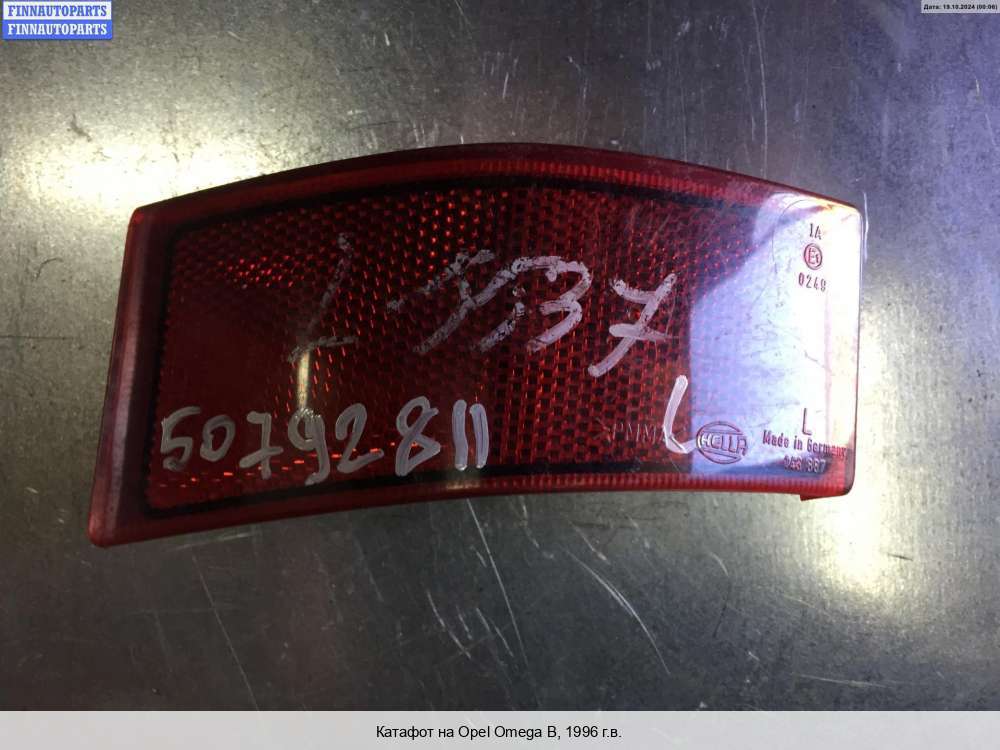 FINNAUTOPARTS
FINNAUTOPARTS
Дата: 19.10.2024 (00:06)
1A
E1
0249
50792811
L
>PMMA
HELLA
L
Made in Germany
Катафот на Opel Omega B, 1996 г.в.